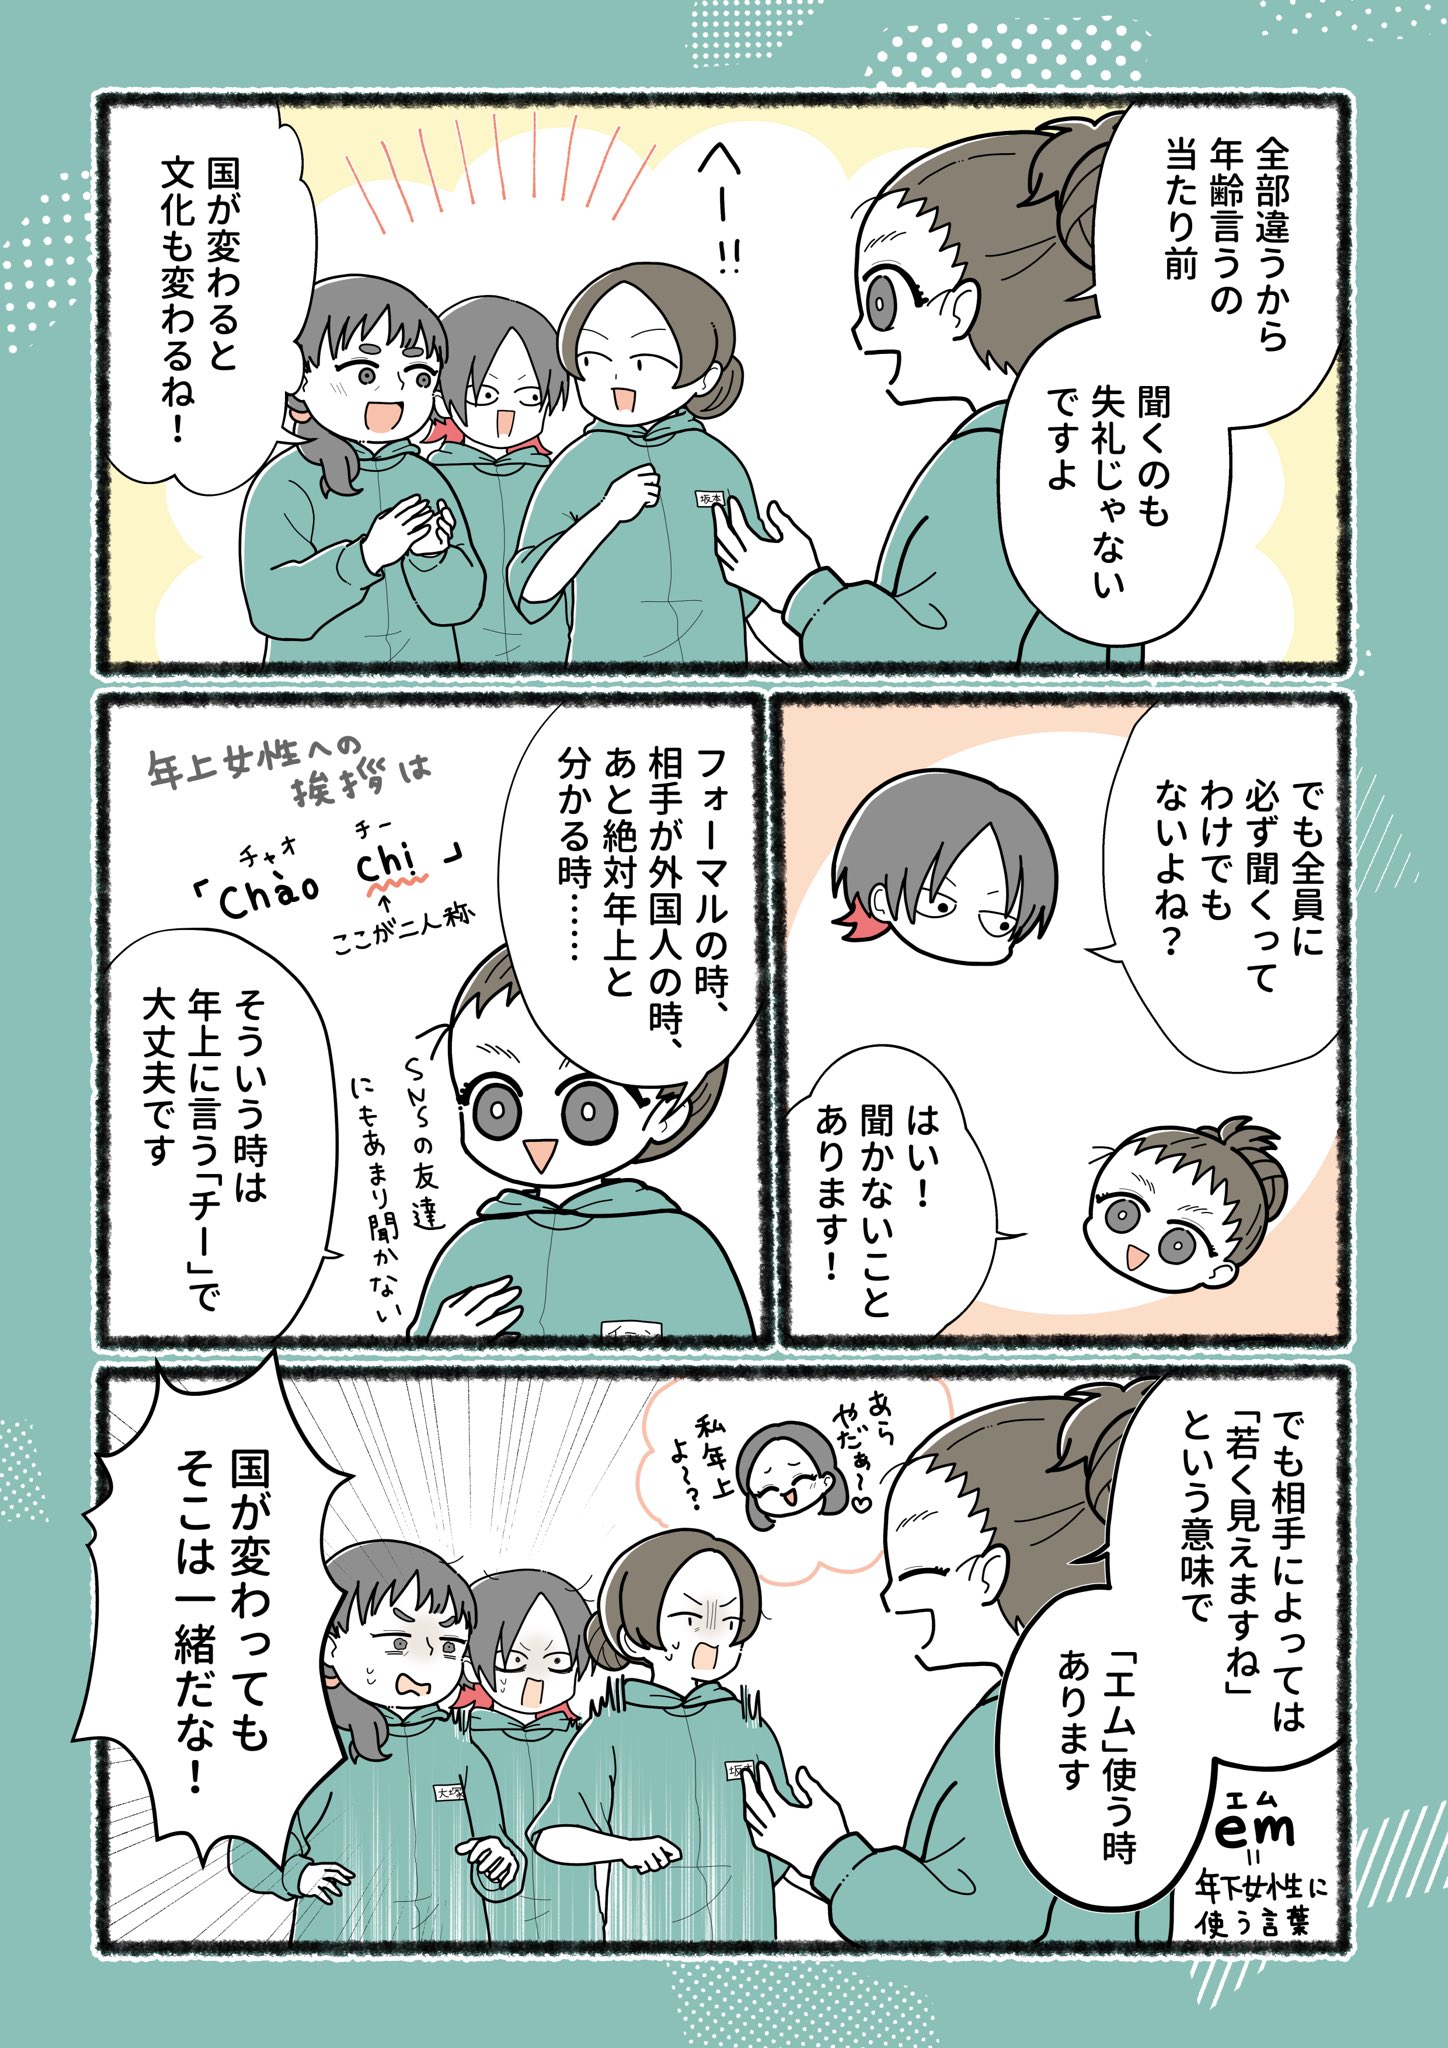 全部違うから
年齢言うの
当たり前
聞くのも
失礼じゃない
ですよ
へー!!
坂本
国が変わると
文化も変わるね!
でも全員に
必ず聞くって
わけでも
ないよね?
はい!
聞かないこと
あります!
フォーマルの時、
相手が外国人の時、
あと絶対年上と
分かる時……
年上女性への
挨拶は
チャオ チー
「Chào chị」
↑
ここが二人称
SNSの友達
にもあまり聞かない
そういう時は
年上に言う「チー」で
大丈夫です
でも相手によっては
「若く見えますね」
という意味で
「エム」使う時
あります
エム
em
=
年下女性に
使う言葉
あら
やだぁ〜♡
私年上
よ〜?
坂本
大塚
国が変わっても
そこは一緒だな!